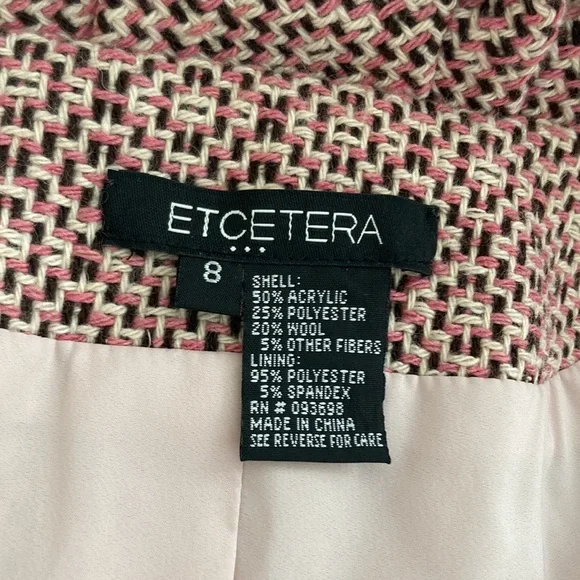 ETCETERA
8
SHELL:
50% ACRYLIC
25% POLYESTER
20% WOOL
5% OTHER FIBERS
LINING:
95% POLYESTER
5% SPANDEX
RN # 093698
MADE IN CHINA
SEE REVERSE FOR CARE